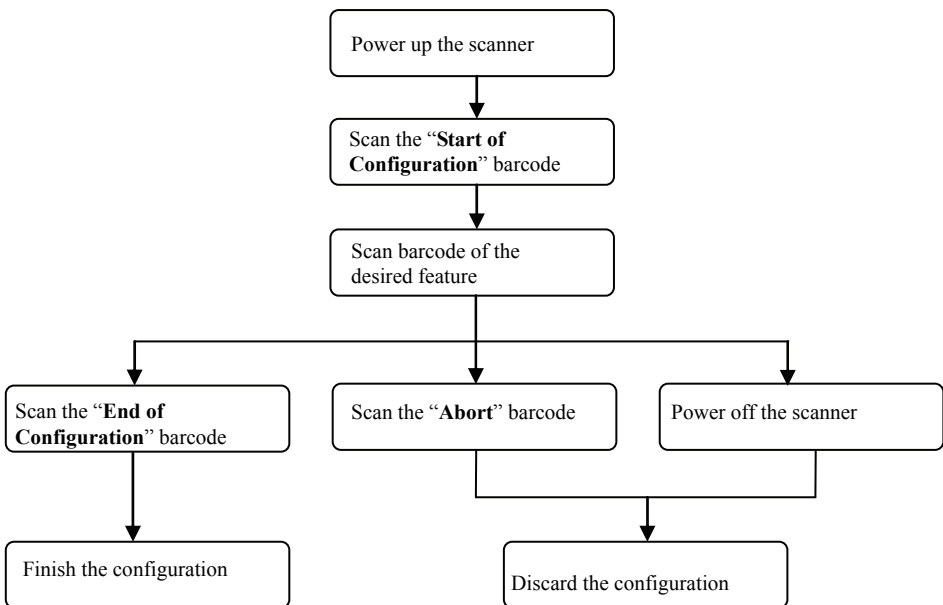 Power up the scanner
Scan the “Start of
Configuration” barcode
Scan barcode of the
desired feature
Scan the “End of
Configuration” barcode
Scan the “Abort” barcode
Power off the scanner
Finish the configuration
Discard the configuration